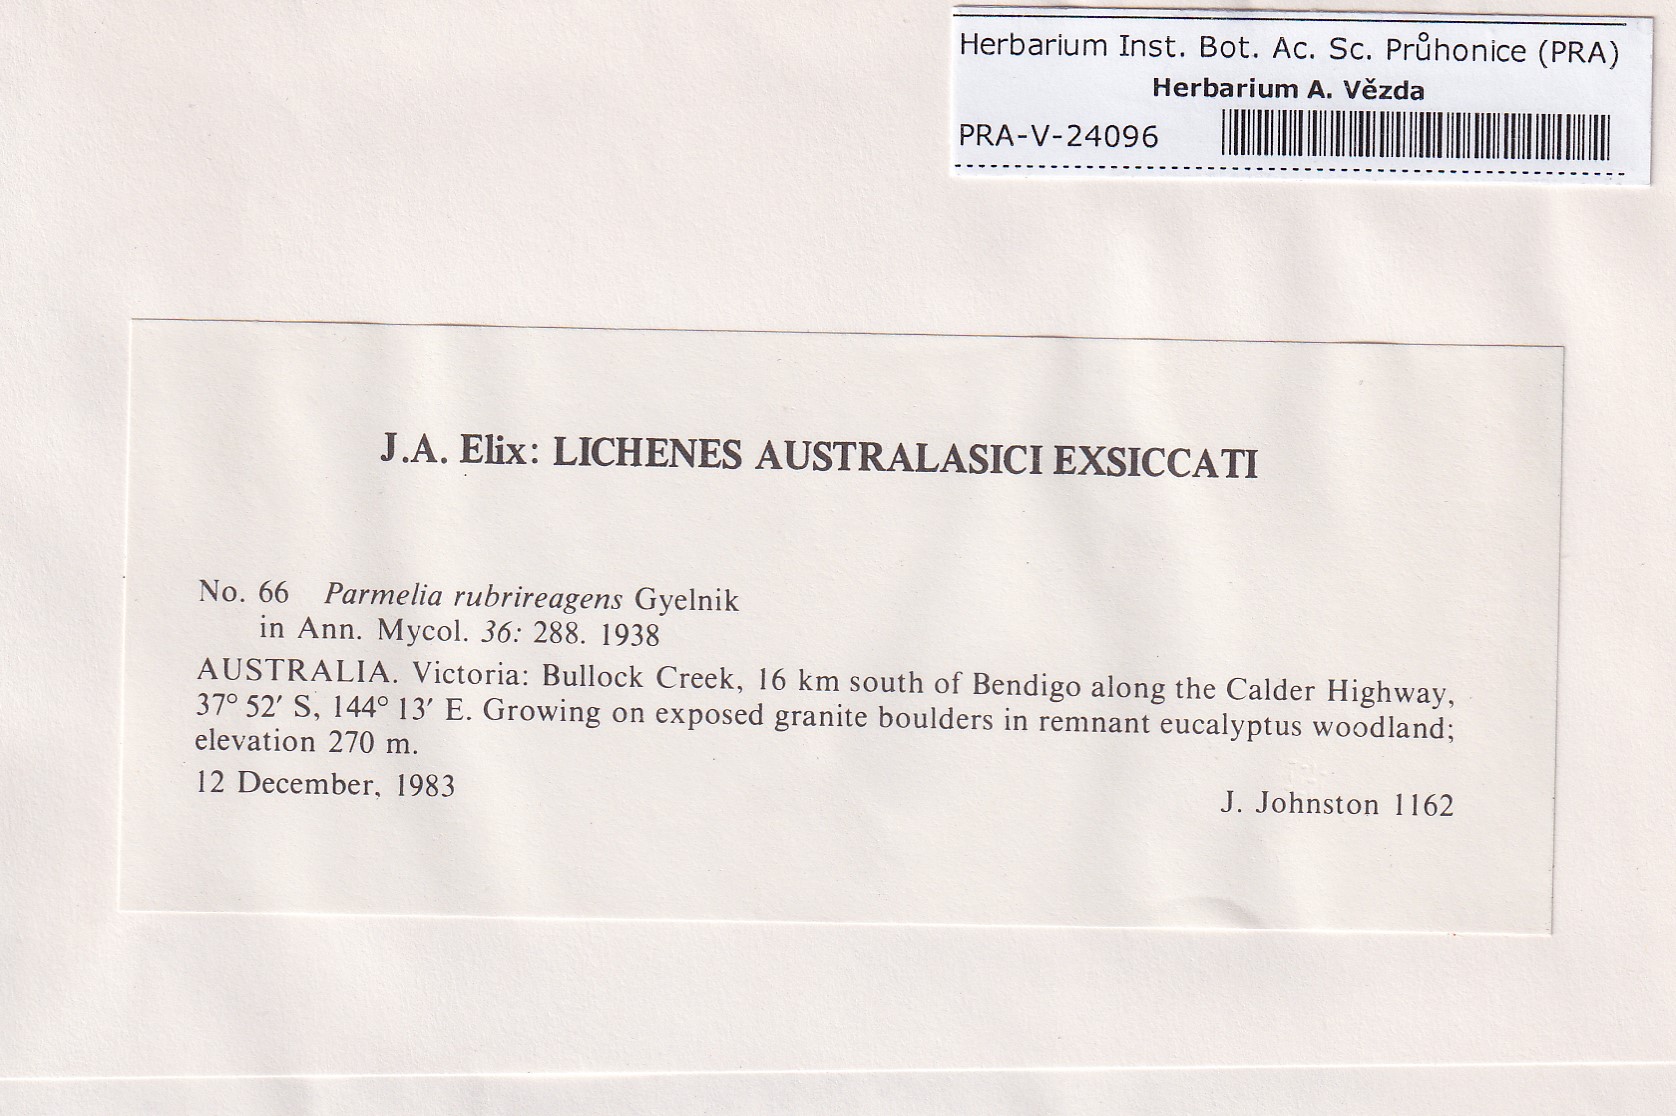 Herbarium Inst. Bot. Ac. Sc. Průhonice (PRA)
Herbarium A. Vězda
PRA-V-24096
J.A. Elix: LICHENES AUSTRALASICI EXSICCATI
No. 66 Parmelia rubrireagens Gyelnik
in Ann. Mycol. 36: 288. 1938
AUSTRALIA. Victoria: Bullock Creek, 16 km south of Bendigo along the Calder Highway,
37° 52′ S, 144° 13′ E. Growing on exposed granite boulders in remnant eucalyptus woodland;
elevation 270 m.
12 December, 1983
J. Johnston 1162